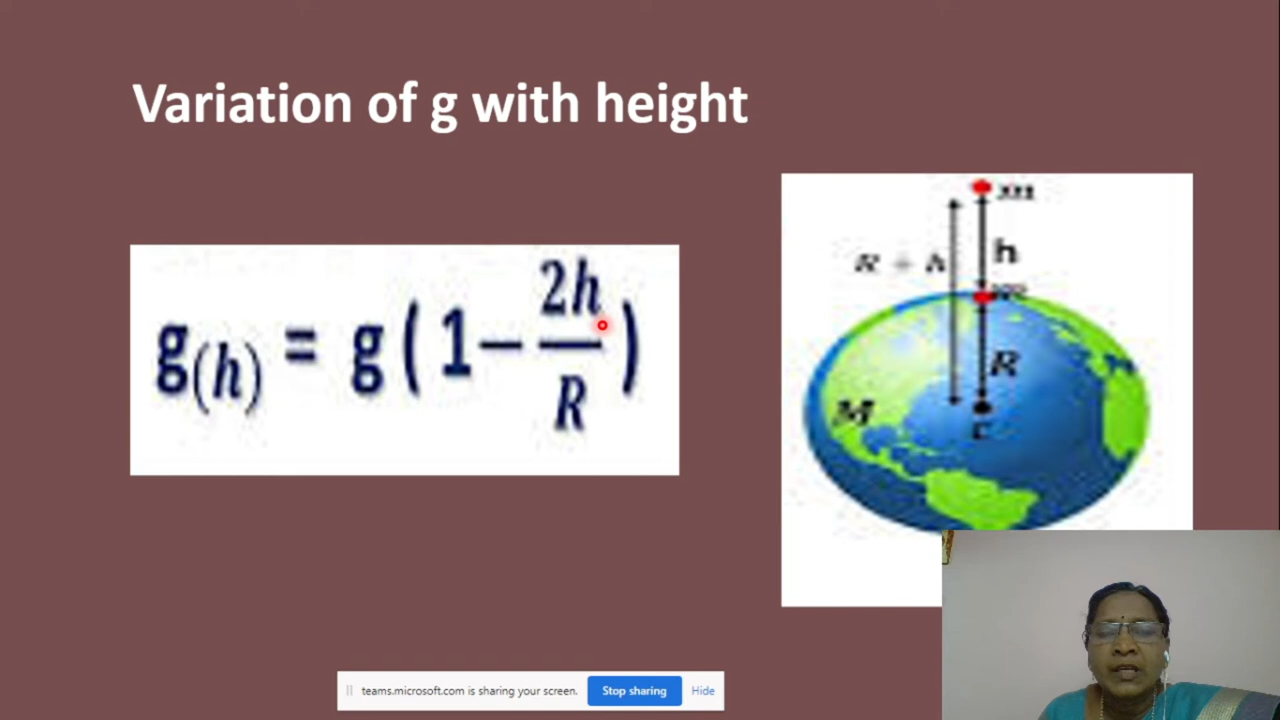 Variation of g with height
g(h) = g ( 1 − 2h/R )
m
h
R + h
R
M
teams.microsoft.com is sharing your screen.
Stop sharing
Hide